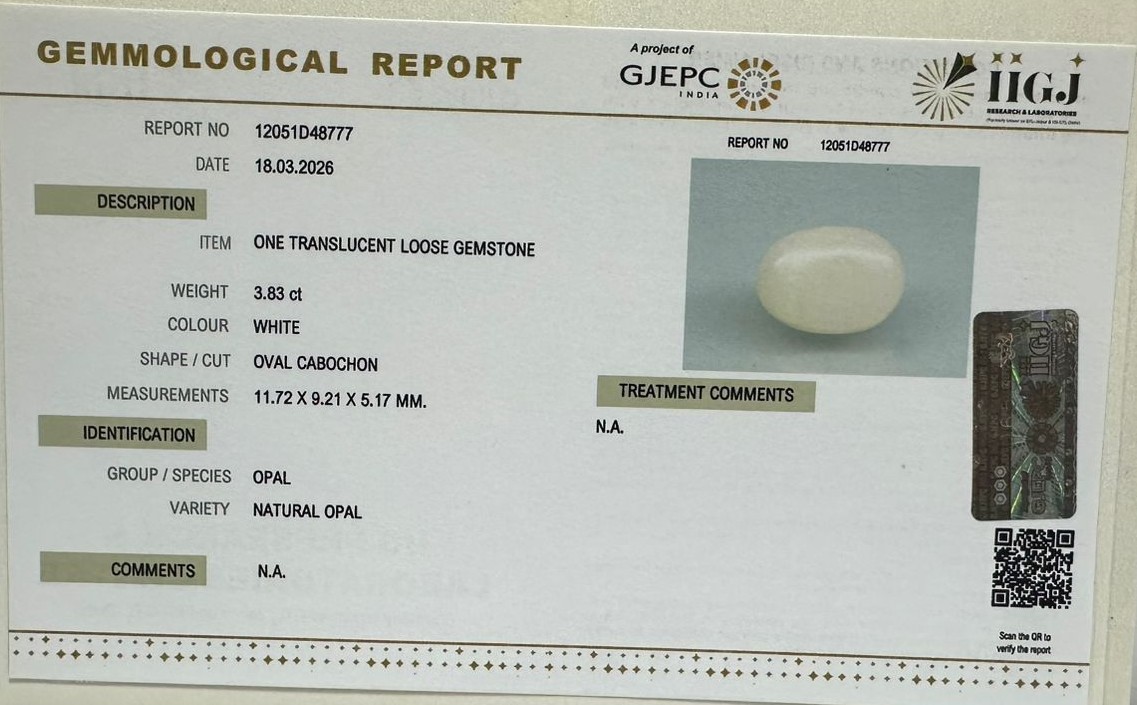 GEMMOLOGICAL REPORT
A project of
GJEPC
INDIA
IIGJ
RESEARCH & LABORATORIES
REPORT NO 12051D48777
DATE 18.03.2026
DESCRIPTION
ITEM ONE TRANSLUCENT LOOSE GEMSTONE
WEIGHT 3.83 ct
COLOUR WHITE
SHAPE / CUT OVAL CABOCHON
MEASUREMENTS 11.72 X 9.21 X 5.17 MM.
IDENTIFICATION
GROUP / SPECIES OPAL
VARIETY NATURAL OPAL
COMMENTS N.A.
REPORT NO 12051D48777
TREATMENT COMMENTS
N.A.
IIGJ
GJEPC
Scan the QR to
verify the report